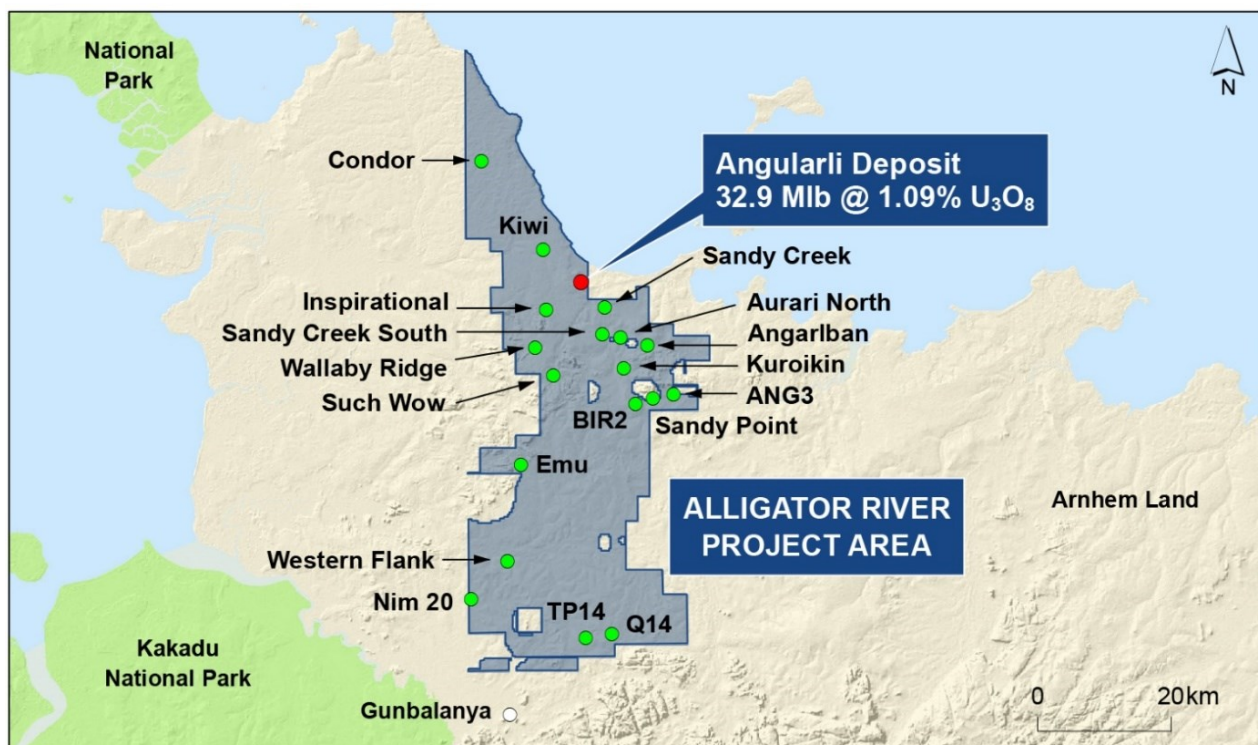 National
Park
N
Condor
Angularli Deposit
32.9 Mlb @ 1.09% U₃O₈
Kiwi
Sandy Creek
Inspirational
Aurari North
Sandy Creek South
Angarlban
Wallaby Ridge
Kuroikin
Such Wow
ANG3
BIR2
Sandy Point
Emu
ALLIGATOR RIVER
PROJECT AREA
Arnhem Land
Western Flank
Nim 20
TP14
Q14
Kakadu
National Park
Gunbalanya
0 20km